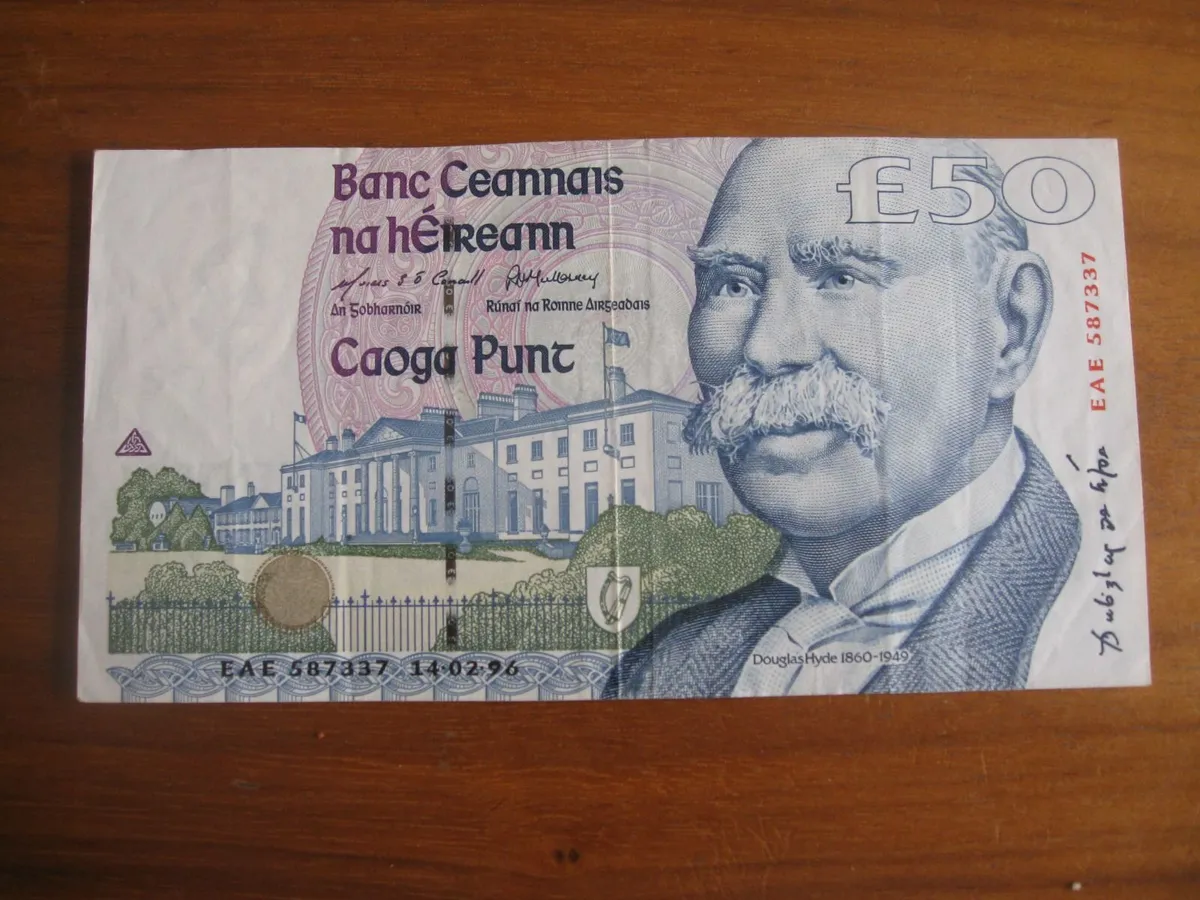 Banc Ceannais
na hÉireann
£50
An Gobharnóir
Rúnaí na Roinne Airgeadais
Caoga Punt
EAE 587337
Douglas Hyde 1860-1949
EAE 587337 14·02·96